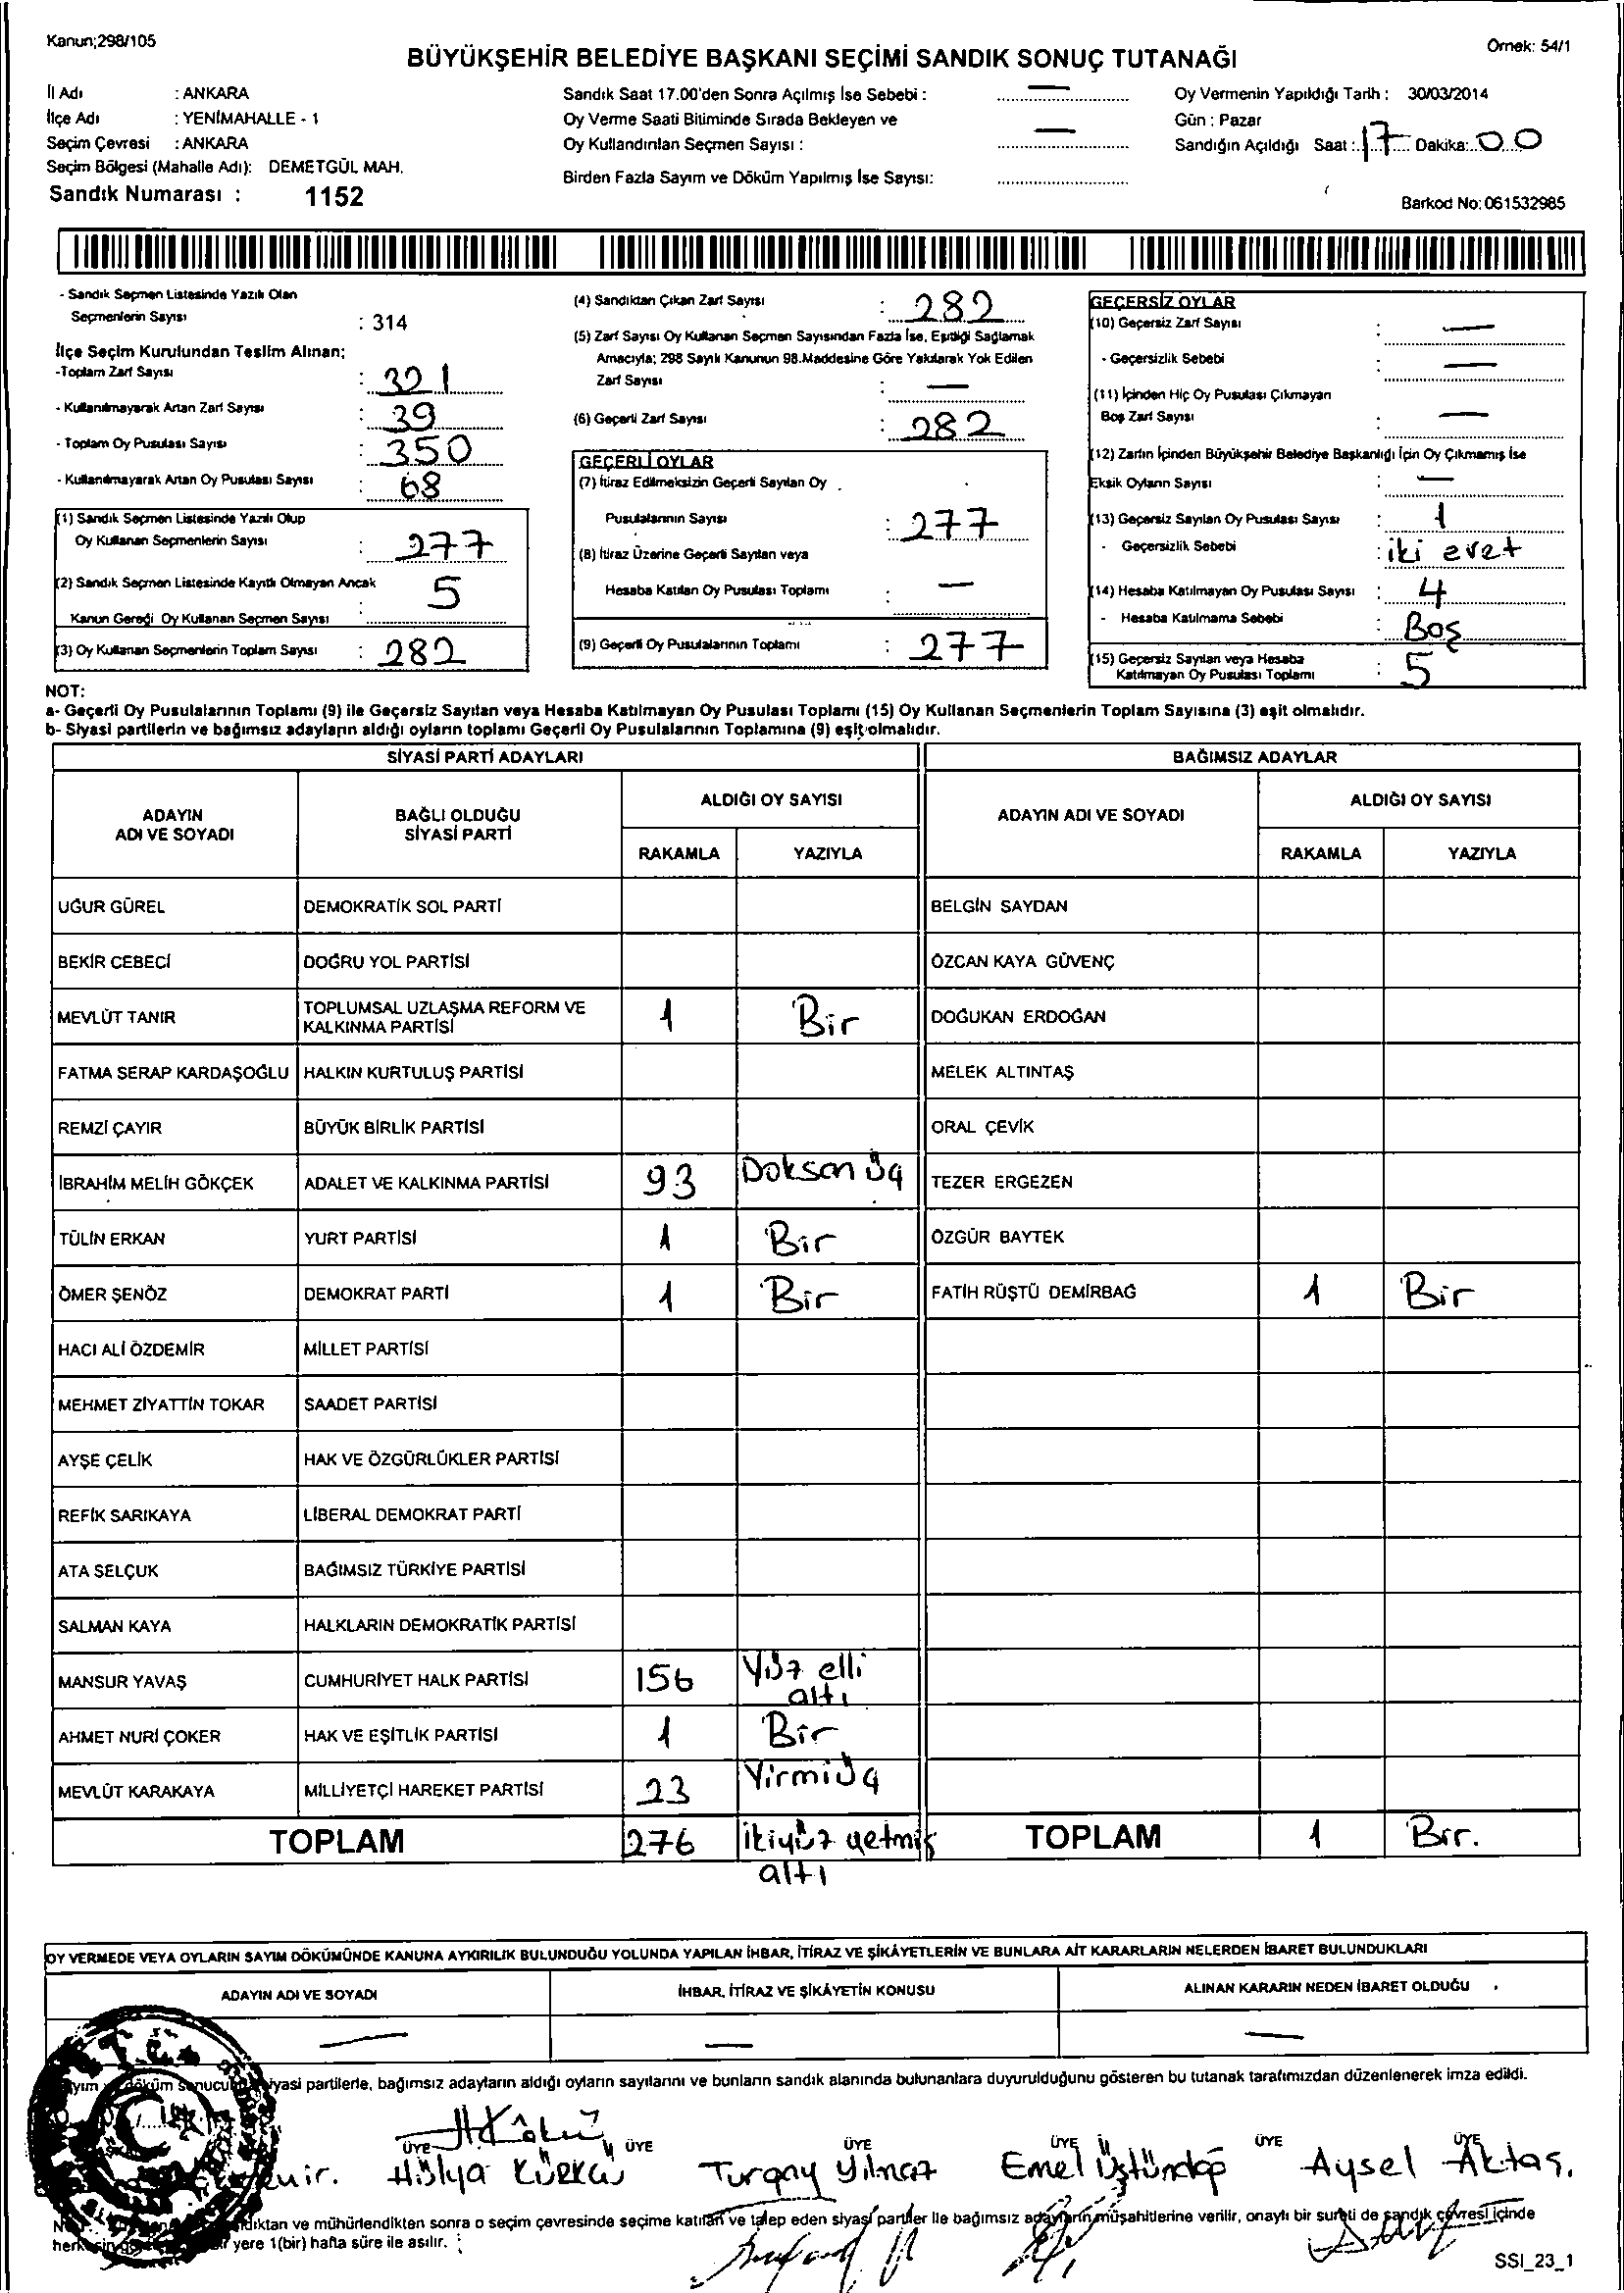 Kanun;298/105
Örnek: 54/1
BÜYÜKŞEHİR BELEDİYE BAŞKANI SEÇİMİ SANDIK SONUÇ TUTANAĞI
İl Adı : ANKARA
İlçe Adı : YENİMAHALLE - 1
Seçim Çevresi : ANKARA
Seçim Bölgesi (Mahalle Adı): DEMETGÜL MAH.
Sandık Numarası : 1152
Sandık Saat 17.00'den Sonra Açılmış İse Sebebi : —
Oy Verme Saati Bitiminde Sırada Bekleyen ve
Oy Kullandırılan Seçmen Sayısı : —
Birden Fazla Sayım ve Döküm Yapılmış İse Sayısı:
Oy Vermenin Yapıldığı Tarih : 30/03/2014
Gün : Pazar
Sandığın Açıldığı Saat : 17 Dakika: 00
Barkod No: 061532985
- Sandık Seçmen Listesinde Yazılı Olan
Seçmenlerin Sayısı : 314
İlçe Seçim Kurulundan Teslim Alınan;
-Toplam Zarf Sayısı : 321
- Kullanılmayarak Artan Zarf Sayısı : 39
- Toplam Oy Pusulası Sayısı : 350
- Kullanılmayarak Artan Oy Pusulası Sayısı : 68
(1) Sandık Seçmen Listesinde Yazılı Olup
Oy Kullanan Seçmenlerin Sayısı : 277
(2) Sandık Seçmen Listesinde Kayıtlı Olmayan Ancak
Kanun Gereği Oy Kullanan Seçmen Sayısı : 5
(3) Oy Kullanan Seçmenlerin Toplam Sayısı : 282
(4) Sandıktan Çıkan Zarf Sayısı : 282
(5) Zarf Sayısı Oy Kullanan Seçmen Sayısından Fazla İse, Eşitliği Sağlamak
Amacıyla; 298 Sayılı Kanunun 98.Maddesine Göre Yakılarak Yok Edilen
Zarf Sayısı : —
(6) Geçerli Zarf Sayısı : 282
GEÇERLİ OYLAR
(7) İtiraz Edilmeksizin Geçerli Sayılan Oy
Pusulalarının Sayısı : 277
(8) İtiraz Üzerine Geçerli Sayılan veya
Hesaba Katılan Oy Pusulası Toplamı : —
(9) Geçerli Oy Pusulalarının Toplamı : 277
GEÇERSİZ OYLAR
(10) Geçersiz Zarf Sayısı : —
- Geçersizlik Sebebi : —
(11) İçinden Hiç Oy Pusulası Çıkmayan
Boş Zarf Sayısı : —
(12) Zarfın İçinden Büyükşehir Belediye Başkanlığı İçin Oy Çıkmamış İse
Eksik Oyların Sayısı : —
(13) Geçersiz Sayılan Oy Pusulası Sayısı : 1
- Geçersizlik Sebebi : iki evet
(14) Hesaba Katılmayan Oy Pusulası Sayısı : 4
- Hesaba Katılmama Sebebi : Boş
(15) Geçersiz Sayılan veya Hesaba
Katılmayan Oy Pusulası Toplamı : 5
NOT:
a- Geçerli Oy Pusulalarının Toplamı (9) ile Geçersiz Sayılan veya Hesaba Katılmayan Oy Pusulası Toplamı (15) Oy Kullanan Seçmenlerin Toplam Sayısına (3) eşit olmalıdır.
b- Siyasi partilerin ve bağımsız adayların aldığı oyların toplamı Geçerli Oy Pusulalarının Toplamına (9) eşit olmalıdır.
SİYASİ PARTİ ADAYLARI BAĞIMSIZ ADAYLAR
ADAYIN
ADI VE SOYADI
BAĞLI OLDUĞU
SİYASİ PARTİ
ALDIĞI OY SAYISI
RAKAMLA YAZIYLA
ADAYIN ADI VE SOYADI
ALDIĞI OY SAYISI
RAKAMLA YAZIYLA
UĞUR GÜREL DEMOKRATİK SOL PARTİ BELGİN SAYDAN
BEKİR CEBECİ DOĞRU YOL PARTİSİ ÖZCAN KAYA GÜVENÇ
MEVLÜT TANIR TOPLUMSAL UZLAŞMA REFORM VE
KALKINMA PARTİSİ 1 Bir DOĞUKAN ERDOĞAN
FATMA SERAP KARDAŞOĞLU HALKIN KURTULUŞ PARTİSİ MELEK ALTINTAŞ
REMZİ ÇAYIR BÜYÜK BİRLİK PARTİSİ ORAL ÇEVİK
İBRAHİM MELİH GÖKÇEK ADALET VE KALKINMA PARTİSİ 93 Doksan üç TEZER ERGEZEN
TÜLİN ERKAN YURT PARTİSİ 1 Bir ÖZGÜR BAYTEK
ÖMER ŞENÖZ DEMOKRAT PARTİ 1 Bir FATİH RÜŞTÜ DEMİRBAĞ 1 Bir
HACI ALİ ÖZDEMİR MİLLET PARTİSİ
MEHMET ZİYATTİN TOKAR SAADET PARTİSİ
AYŞE ÇELİK HAK VE ÖZGÜRLÜKLER PARTİSİ
REFİK SARIKAYA LİBERAL DEMOKRAT PARTİ
ATA SELÇUK BAĞIMSIZ TÜRKİYE PARTİSİ
SALMAN KAYA HALKLARIN DEMOKRATİK PARTİSİ
MANSUR YAVAŞ CUMHURİYET HALK PARTİSİ 156 Yüz elli
altı
AHMET NURİ ÇOKER HAK VE EŞİTLİK PARTİSİ 1 Bir
MEVLÜT KARAKAYA MİLLİYETÇİ HAREKET PARTİSİ 23 Yirmi üç
TOPLAM 276 ikiyüz yetmiş TOPLAM 1 Bir.
altı
OY VERMEDE VEYA OYLARIN SAYIM DÖKÜMÜNDE KANUNA AYKIRILIK BULUNDUĞU YOLUNDA YAPILAN İHBAR, İTİRAZ VE ŞİKÂYETLERİN VE BUNLARA AİT KARARLARIN NELERDEN İBARET BULUNDUKLARI
ADAYIN ADI VE SOYADI İHBAR, İTİRAZ VE ŞİKÂYETİN KONUSU ALINAN KARARIN NEDEN İBARET OLDUĞU
— — —
T.C.
siyasi partilerle, bağımsız adayların aldığı oyların sayılarını ve bunların sandık alanında bulunanlara duyurulduğunu gösteren bu tutanak tarafımızdan düzenlenerek imza edildi.
ÜYE ÜYE ÜYE ÜYE ÜYE ÜYE
Hülya KÜRKCÜ Turgay Yılmaz Emel Üstündağ Aysel Aktaş.
sonra o seçim çevresinde seçime katılan ve talep eden siyasi partiler ile bağımsız adayların müşahitlerine verilir, onaylı bir sureti de sandık çevresi içinde
yere 1(bir) hafta süre ile asılır.
SSI_23_1